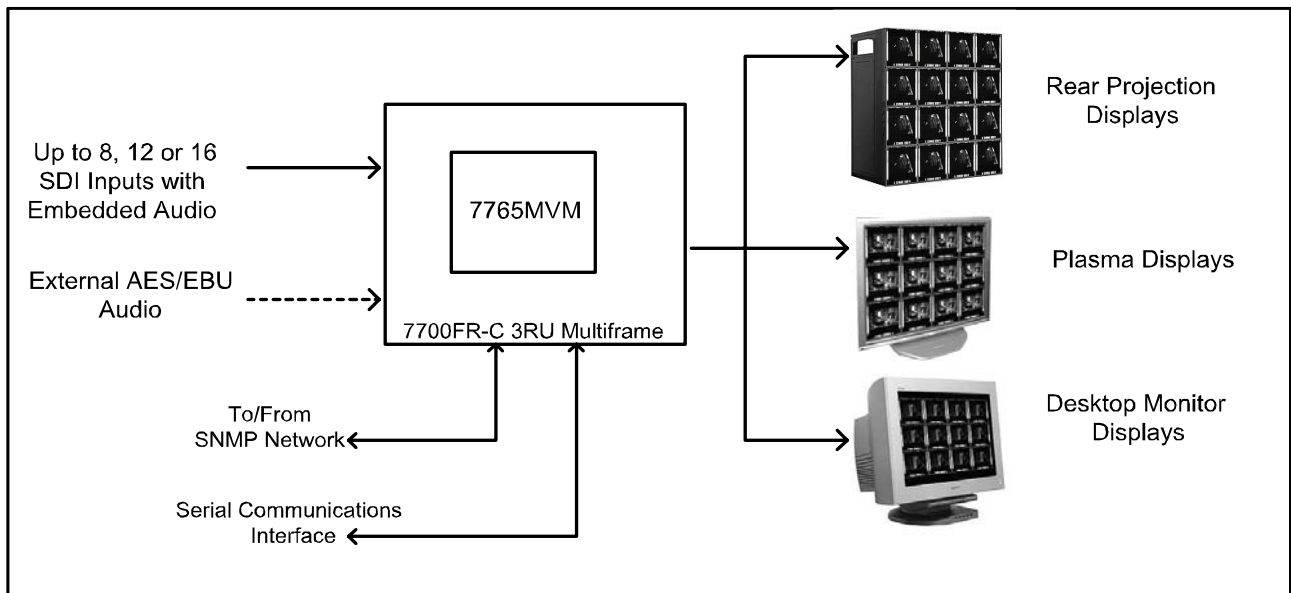 Up to 8, 12 or 16
SDI Inputs with
Embedded Audio
External AES/EBU
Audio
7765MVM
7700FR-C 3RU Multiframe
To/From
SNMP Network
Serial Communications
Interface
Rear Projection
Displays
Plasma Displays
Desktop Monitor
Displays